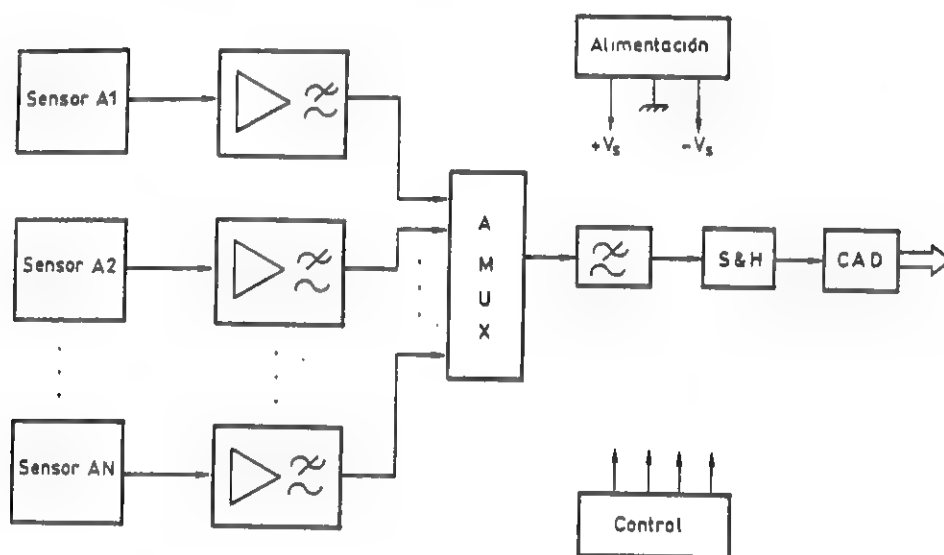 Alimentación
Sensor A1
+Vs
-Vs
A
M
U
X
Sensor A2
S&H
CAD
Sensor AN
Control